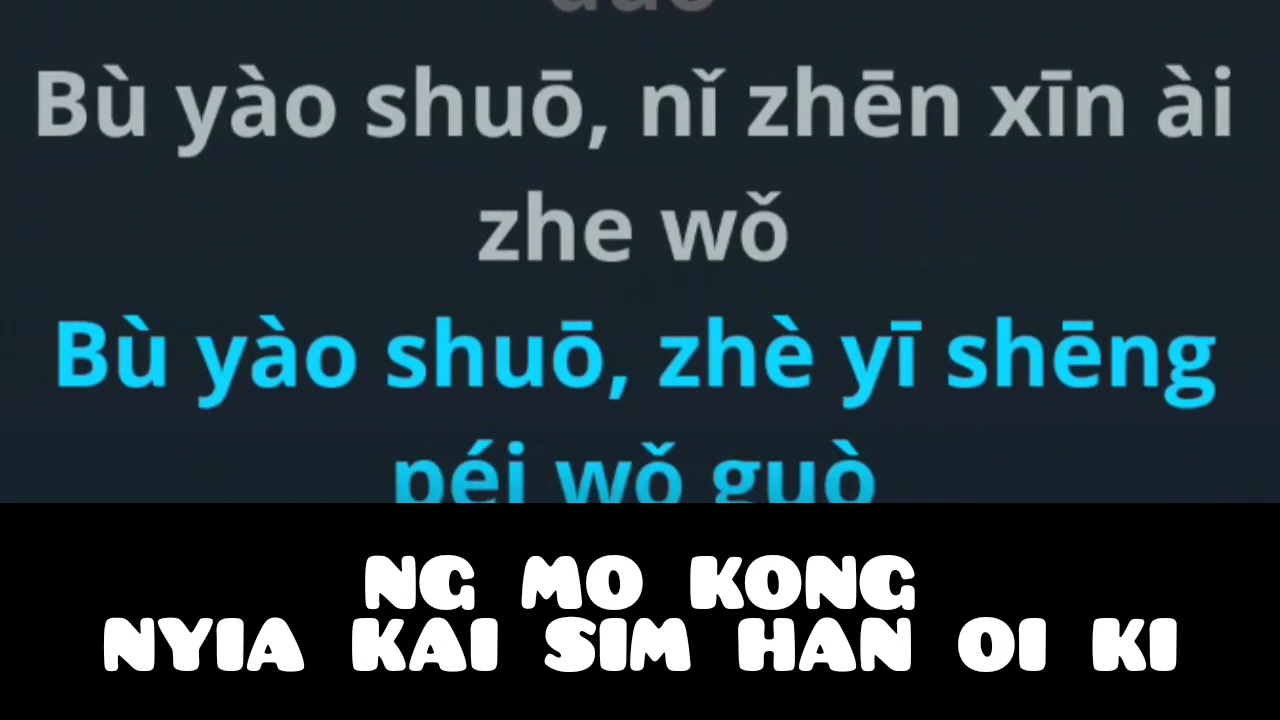 Bù yào shuō, nǐ zhēn xīn ài
zhe wǒ
Bù yào shuō, zhè yī shēng
péi wǒ guò
NG MO KONG
NYIA KAI SIM HAN OI KI